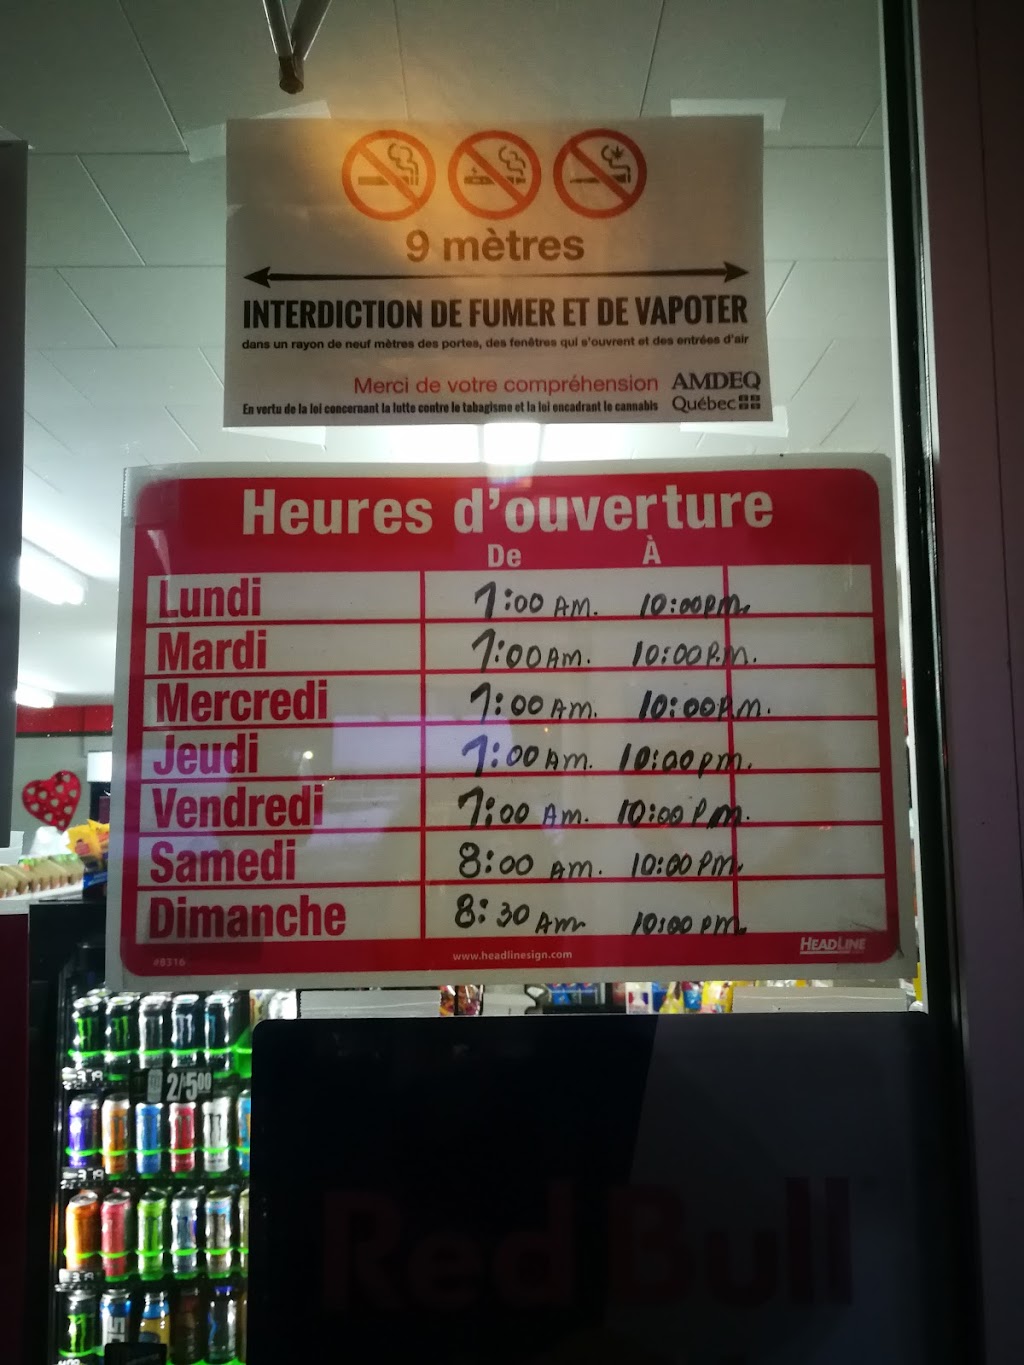 9 mètres
INTERDICTION DE FUMER ET DE VAPOTER
dans un rayon de neuf mètres des portes, des fenêtres qui s'ouvrent et des entrées d'air
Merci de votre compréhension AMDEQ
En vertu de la loi concernant la lutte contre le tabagisme et la loi encadrant le cannabis Québec
Heures d'ouverture
De À
Lundi 7:00 AM. 10:00 PM.
Mardi 7:00 AM. 10:00 P.M.
Mercredi 7:00 AM. 10:00 P.M.
Jeudi 7:00 AM. 10:00 PM.
Vendredi 7:00 AM. 10:00 PM.
Samedi 8:00 AM. 10:00 PM.
Dimanche 8:30 AM 10:00 PM.
#8316 www.headlinesign.com HEADLINE
2/5.00
Red Bull